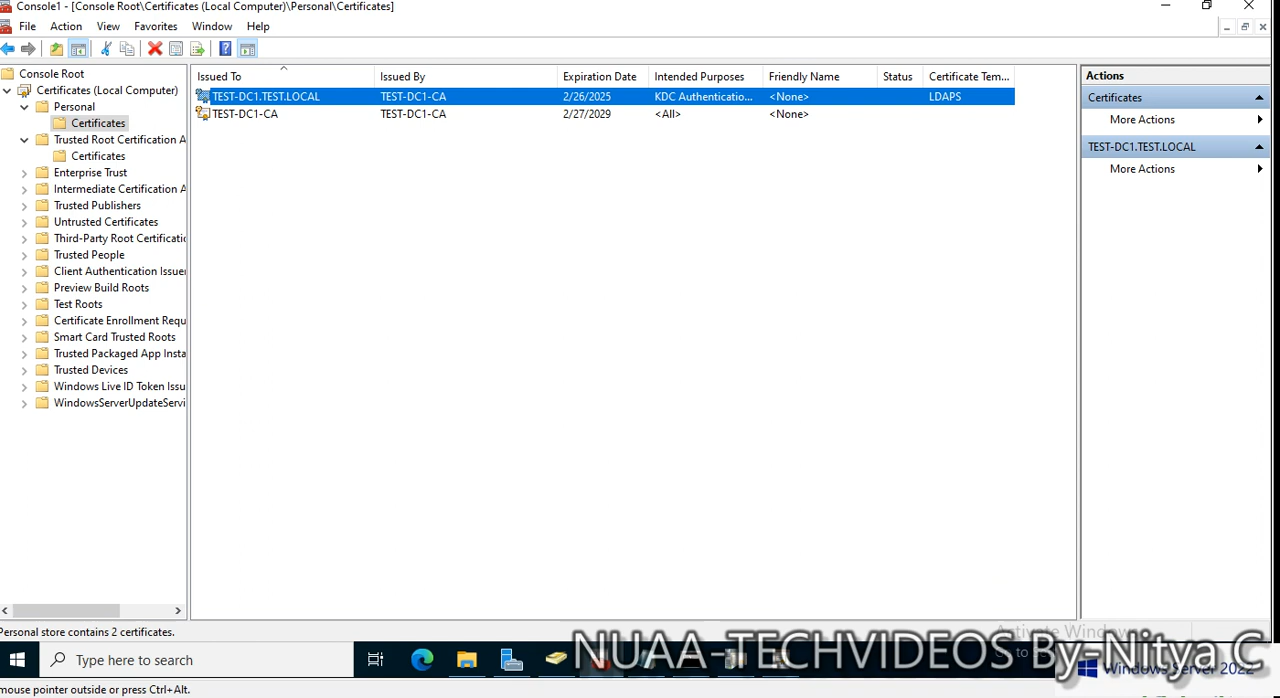 Console1 - [Console Root\Certificates (Local Computer)\Personal\Certificates]
File Action View Favorites Window Help
Console Root
Certificates (Local Computer)
Personal
Certificates
Trusted Root Certification A
Certificates
Enterprise Trust
Intermediate Certification A
Trusted Publishers
Untrusted Certificates
Third-Party Root Certificatio
Trusted People
Client Authentication Issuer
Preview Build Roots
Test Roots
Certificate Enrollment Requ
Smart Card Trusted Roots
Trusted Packaged App Insta
Trusted Devices
Windows Live ID Token Issu
WindowsServerUpdateServi
Issued To Issued By Expiration Date Intended Purposes Friendly Name Status Certificate Tem...
TEST-DC1.TEST.LOCAL TEST-DC1-CA 2/26/2025 KDC Authenticatio... <None> LDAPS
TEST-DC1-CA TEST-DC1-CA 2/27/2029 <All> <None>
Actions
Certificates
More Actions
TEST-DC1.TEST.LOCAL
More Actions
Personal store contains 2 certificates.
Activate Windows
Go to Se
Type here to search
NUAA-TECHVIDEOS By-Nitya C
Windows Server 2022
mouse pointer outside or press Ctrl+Alt.